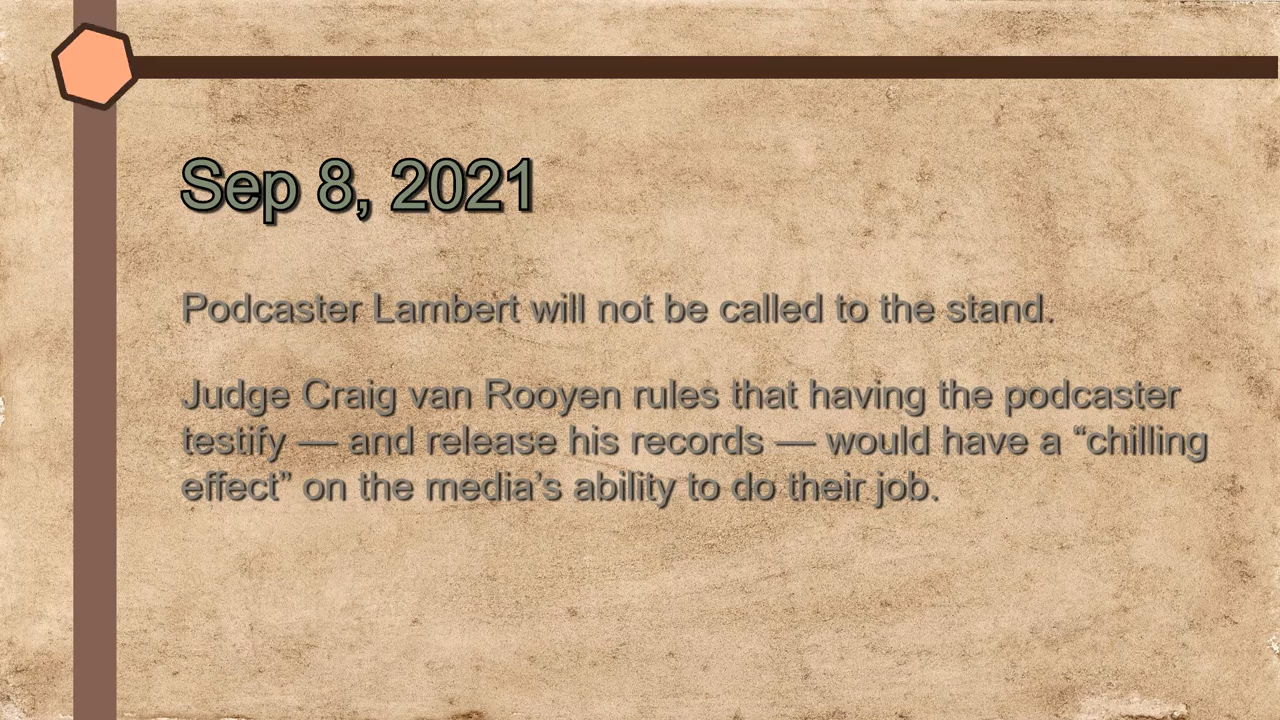 Sep 8, 2021
Podcaster Lambert will not be called to the stand.
Judge Craig van Rooyen rules that having the podcaster
testify — and release his records — would have a “chilling
effect” on the media’s ability to do their job.